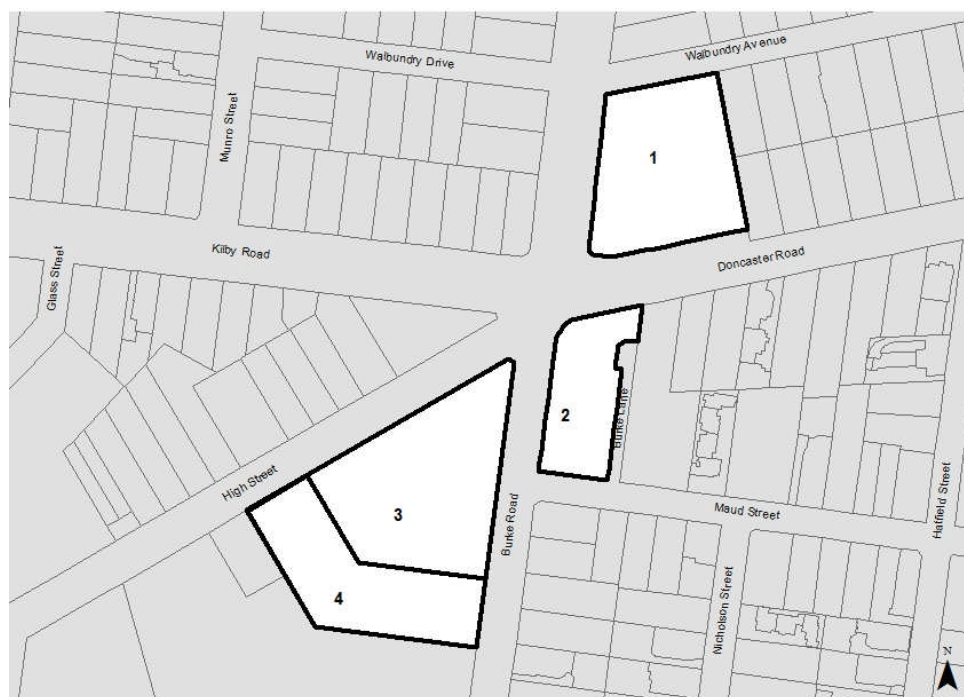 Walbundry Avenue
Walbundry Drive
Munro Street
1
Kilby Road
Doncaster Road
Glass Street
2
Burke Lane
High Street
3
Burke Road
Maud Street
Hatfield Street
4
Nicholson Street
N